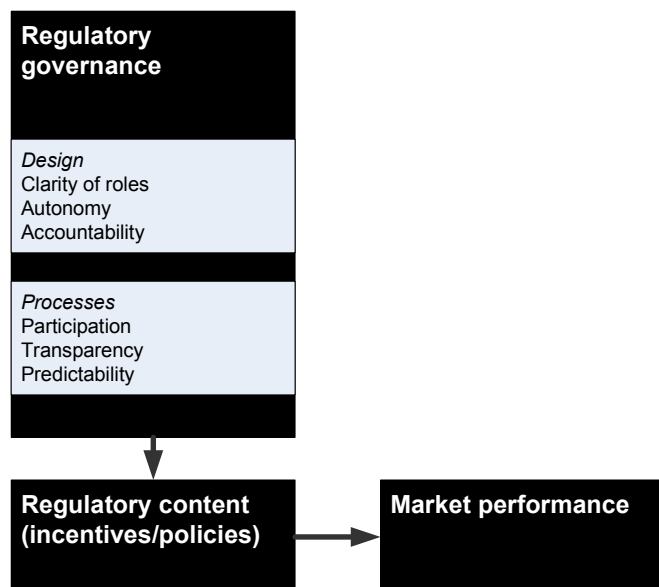 Regulatory
governance
Design
Clarity of roles
Autonomy
Accountability
Processes
Participation
Transparency
Predictability
Regulatory content
(incentives/policies)
Market performance